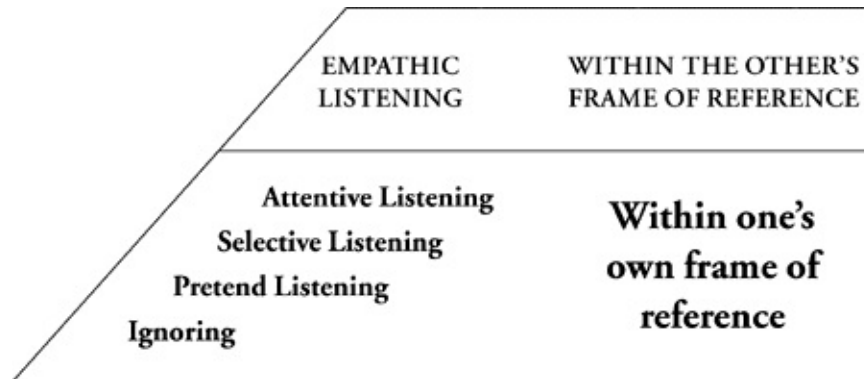 EMPATHIC
LISTENING
WITHIN THE OTHER’S
FRAME OF REFERENCE
Attentive Listening
Selective Listening
Pretend Listening
Ignoring
Within one’s
own frame of
reference